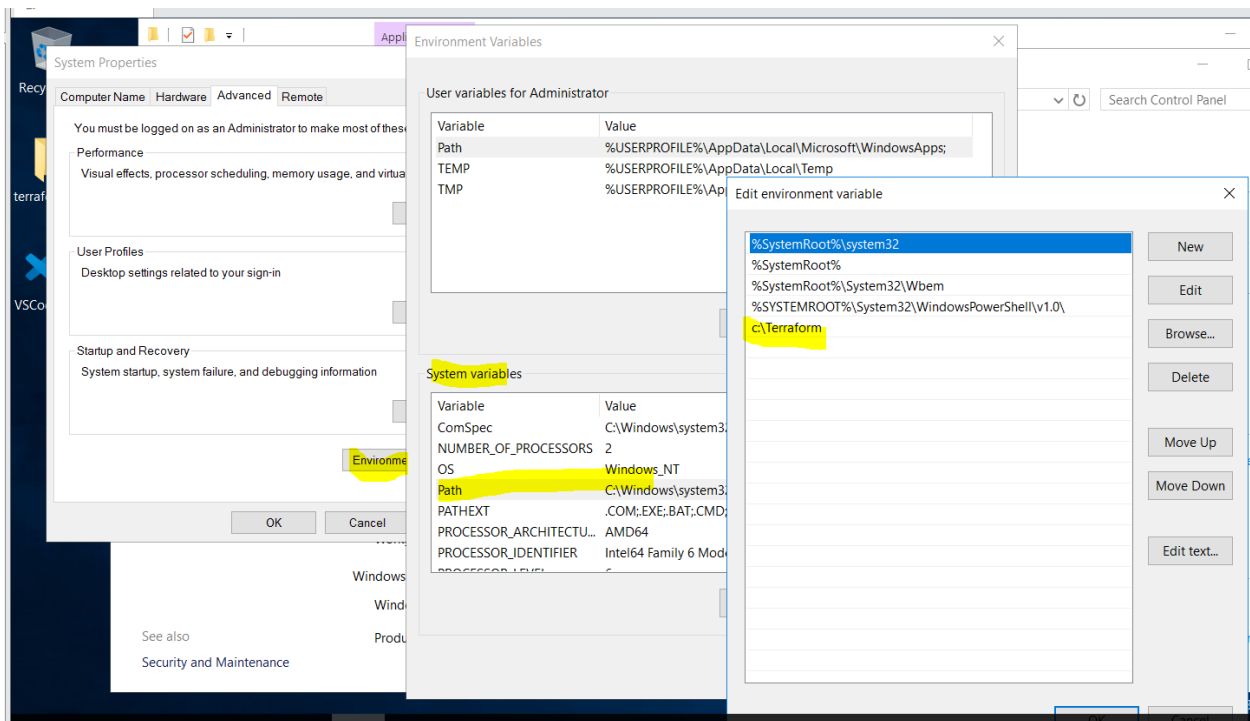 Recy
terraf
VSCo
Appl
System Properties
Computer Name Hardware Advanced Remote
You must be logged on as an Administrator to make most of these
Performance
Visual effects, processor scheduling, memory usage, and virtua
User Profiles
Desktop settings related to your sign-in
Startup and Recovery
System startup, system failure, and debugging information
Environme
OK Cancel
Windows
Wind
See also
Produ
Security and Maintenance
Search Control Panel
Environment Variables
User variables for Administrator
Variable Value
Path %USERPROFILE%\AppData\Local\Microsoft\WindowsApps;
TEMP %USERPROFILE%\AppData\Local\Temp
TMP %USERPROFILE%\Ap
System variables
Variable Value
ComSpec C:\Windows\system3
NUMBER_OF_PROCESSORS 2
OS Windows_NT
Path C:\Windows\system3
PATHEXT .COM;.EXE;.BAT;.CMD;
PROCESSOR_ARCHITECTU... AMD64
PROCESSOR_IDENTIFIER Intel64 Family 6 Mode
Edit environment variable
%SystemRoot%\system32
%SystemRoot%
%SystemRoot%\System32\Wbem
%SYSTEMROOT%\System32\WindowsPowerShell\v1.0\
c:\Terraform
New
Edit
Browse...
Delete
Move Up
Move Down
Edit text...
OK Cancel